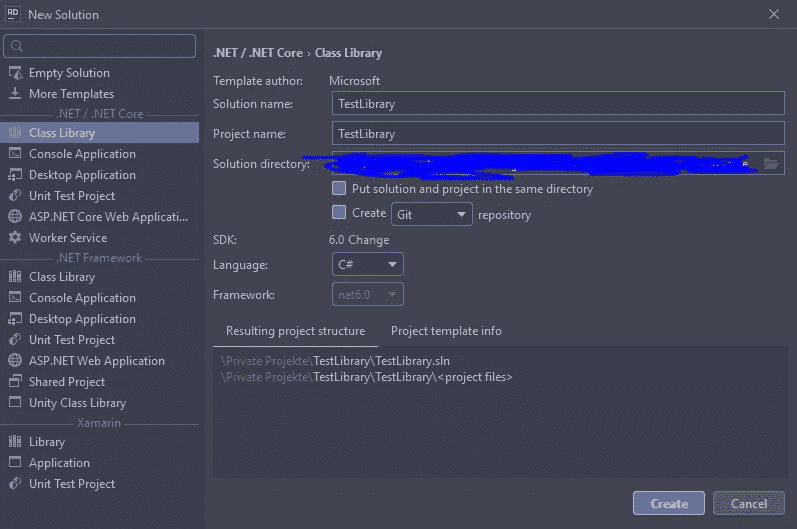 RD New Solution
Empty Solution
More Templates
.NET / .NET Core
Class Library
Console Application
Desktop Application
Unit Test Project
ASP.NET Core Web Applicati...
Worker Service
.NET Framework
Class Library
Console Application
Desktop Application
Unit Test Project
ASP.NET Web Application
Shared Project
Unity Class Library
Xamarin
Library
Application
Unit Test Project
.NET / .NET Core › Class Library
Template author: Microsoft
Solution name: TestLibrary
Project name: TestLibrary
Solution directory:
Put solution and project in the same directory
Create Git repository
SDK: 6.0 Change
Language: C#
Framework: net6.0
Resulting project structure Project template info
\Private Projekte\TestLibrary\TestLibrary.sln
\Private Projekte\TestLibrary\TestLibrary\<project files>
Create Cancel